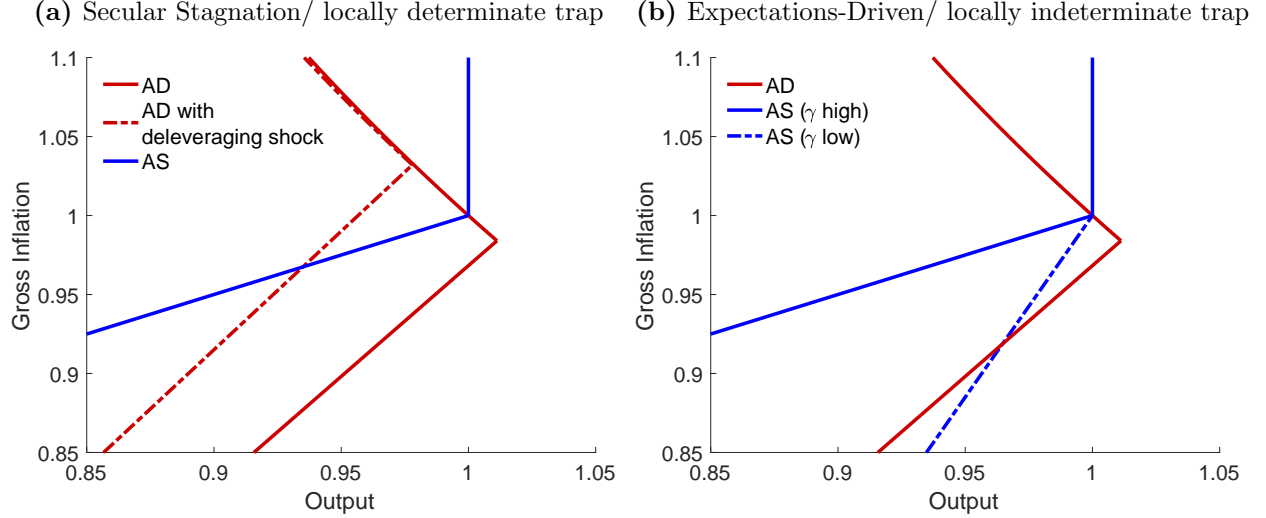 (a) Secular Stagnation/ locally determinate trap
1.1
1.05
1
0.95
0.9
0.85
Gross Inflation
AD
AD with
deleveraging shock
AS
0.85
0.9
0.95
1
1.05
Output
(b) Expectations-Driven/ locally indeterminate trap
1.1
1.05
1
0.95
0.9
0.85
Gross Inflation
AD
AS (γ high)
AS (γ low)
0.85
0.9
0.95
1
1.05
Output